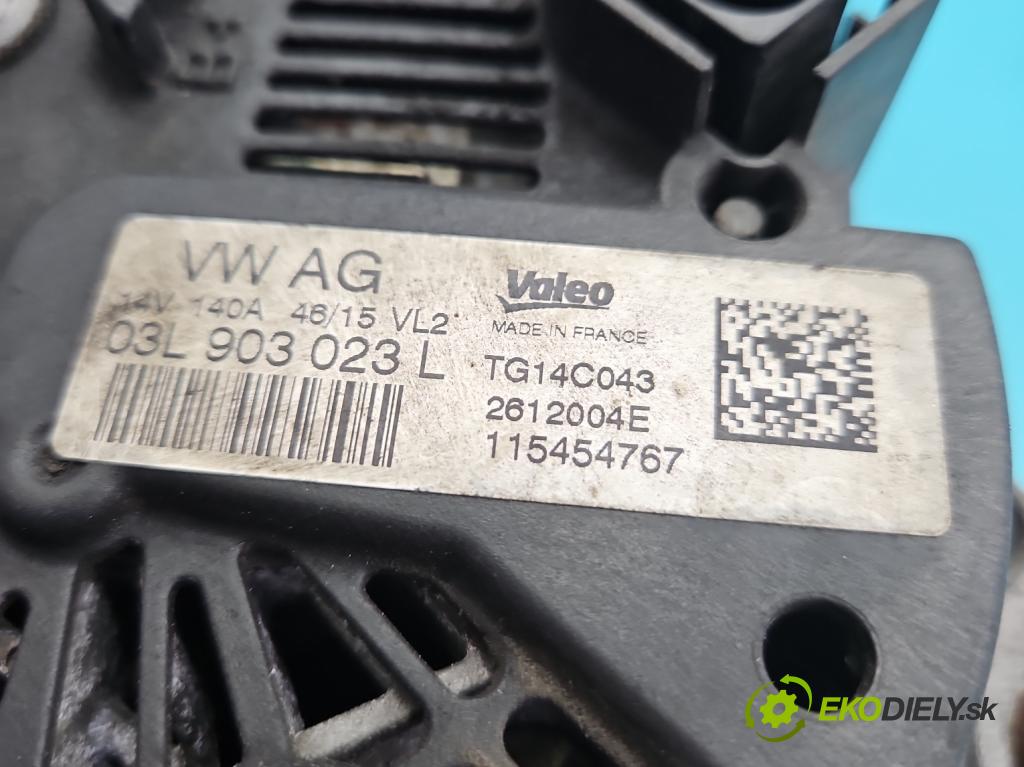 VW AG
14V 140A 46/15 VL2
03L 903 023 L
Valeo
MADE IN FRANCE
TG14C043
2612004E
115454767
EKODIELY.sk